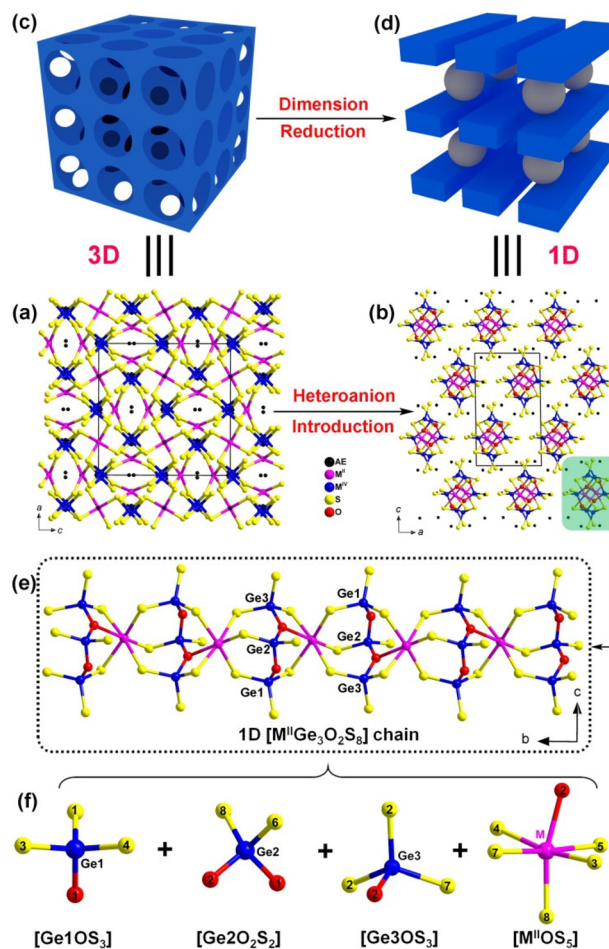 (c)
(d)
Dimension
Reduction
3D
1D
(a)
(b)
Heteroanion
Introduction
AE
M^II
M^IV
S
O
a
c
c
a
(e)
Ge3
Ge1
Ge2
Ge2
Ge1
Ge3
1D [M^IIGe3O2S8] chain
c
b
(f)
1
3
4
Ge1
1
+
8
6
Ge2
2
1
+
2
Ge3
2
2
7
+
2
M
4
5
7
3
8
[Ge1OS3]
[Ge2O2S2]
[Ge3OS3]
[M^IIOS5]